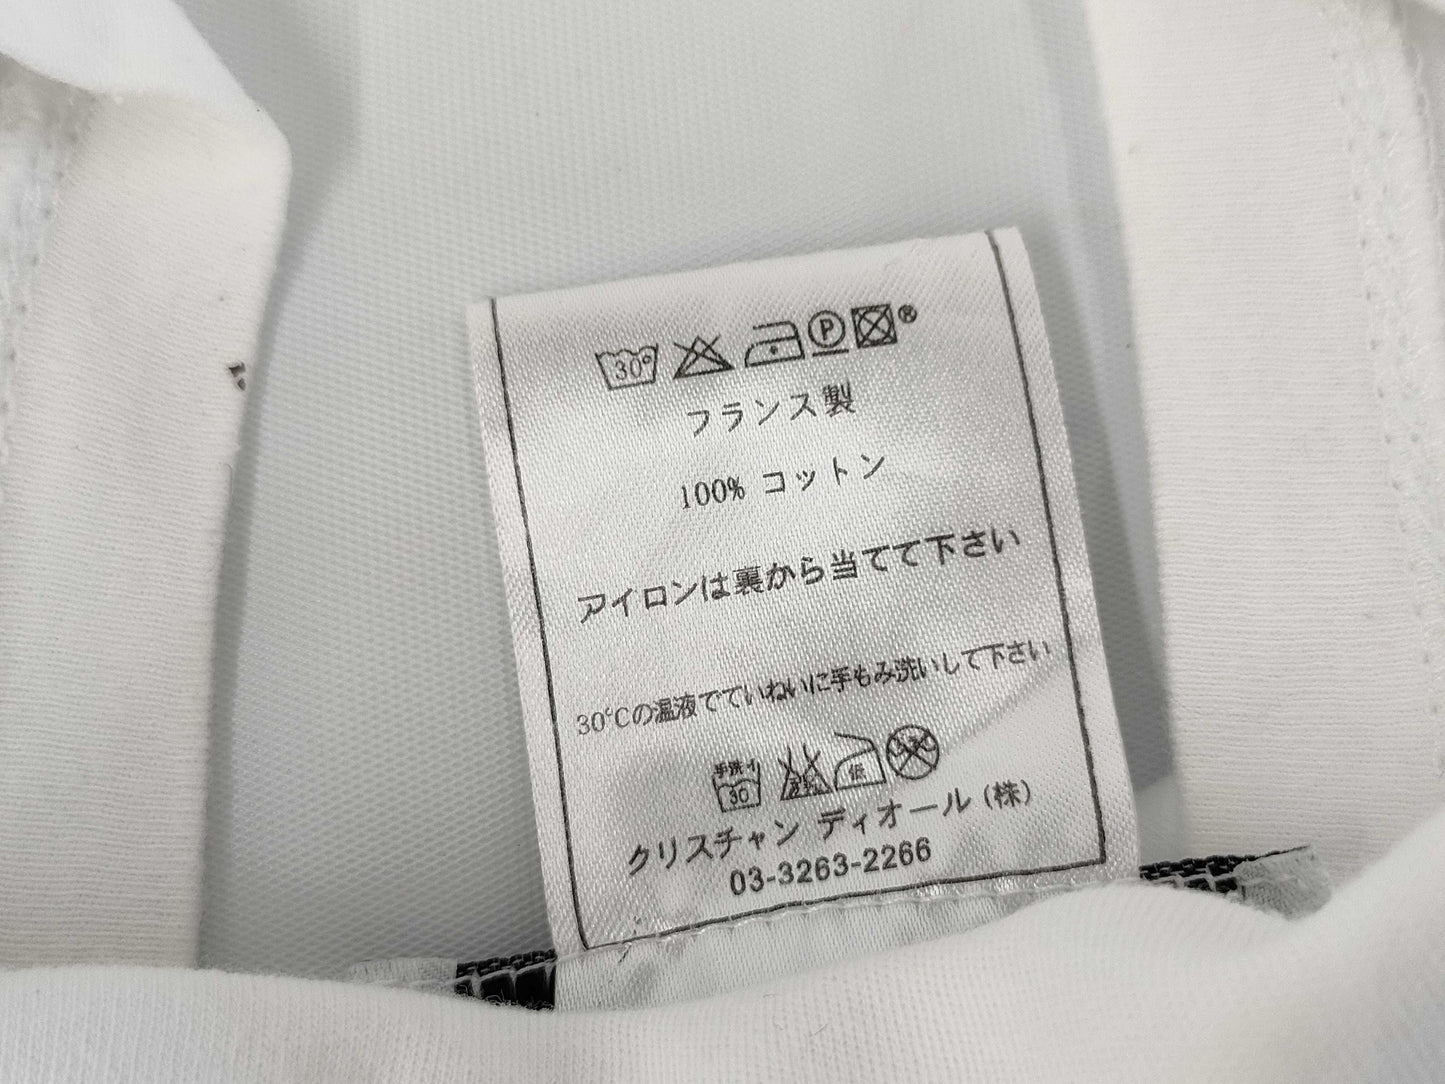 30° P ®
フランス製
100% コットン
アイロンは裏から当てて下さい
30℃の温液でていねいに手もみ洗いして下さい
手洗イ 30 低
クリスチャン ディオール (株)
03-3263-2266